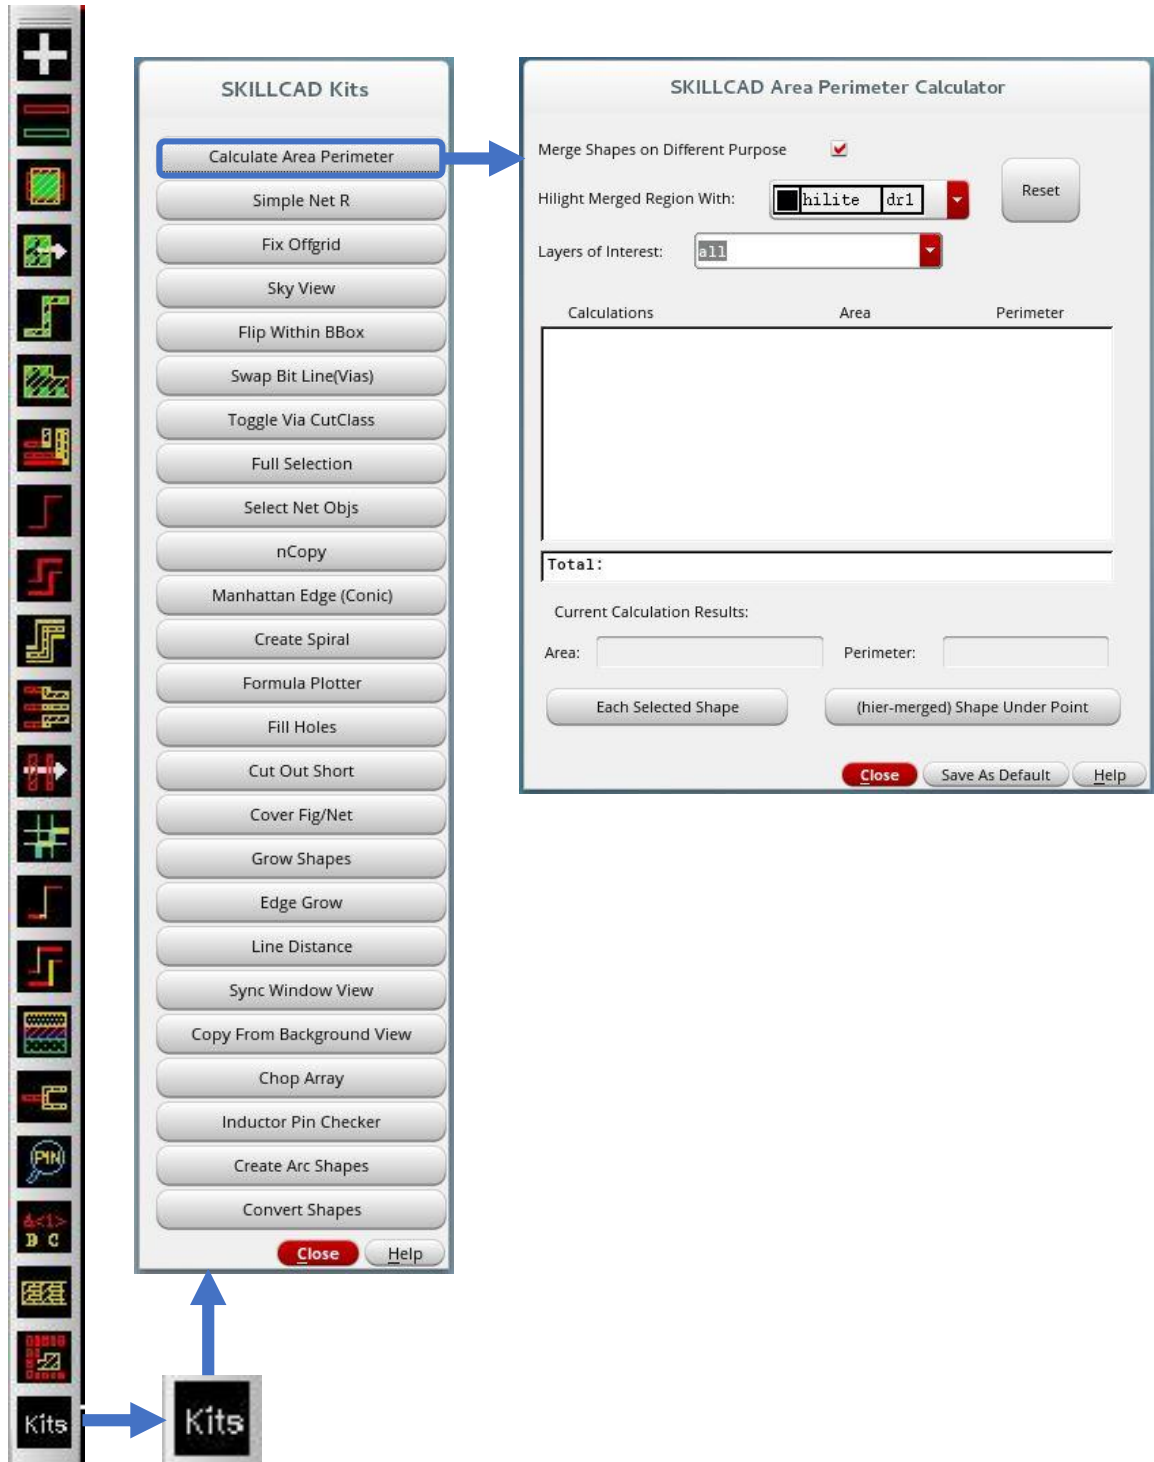 SKILLCAD Kits
Calculate Area Perimeter
Simple Net R
Fix Offgrid
Sky View
Flip Within BBox
Swap Bit Line(Vias)
Toggle Via CutClass
Full Selection
Select Net Objs
nCopy
Manhattan Edge (Conic)
Create Spiral
Formula Plotter
Fill Holes
Cut Out Short
Cover Fig/Net
Grow Shapes
Edge Grow
Line Distance
Sync Window View
Copy From Background View
Chop Array
Inductor Pin Checker
Create Arc Shapes
Convert Shapes
Close Help
SKILLCAD Area Perimeter Calculator
Merge Shapes on Different Purpose
Hilight Merged Region With: hilite dr1
Reset
Layers of Interest: all
Calculations Area Perimeter
Total:
Current Calculation Results:
Area: Perimeter:
Each Selected Shape (hier-merged) Shape Under Point
Close Save As Default Help
PIN
&<1>
B C
Kits
Kits